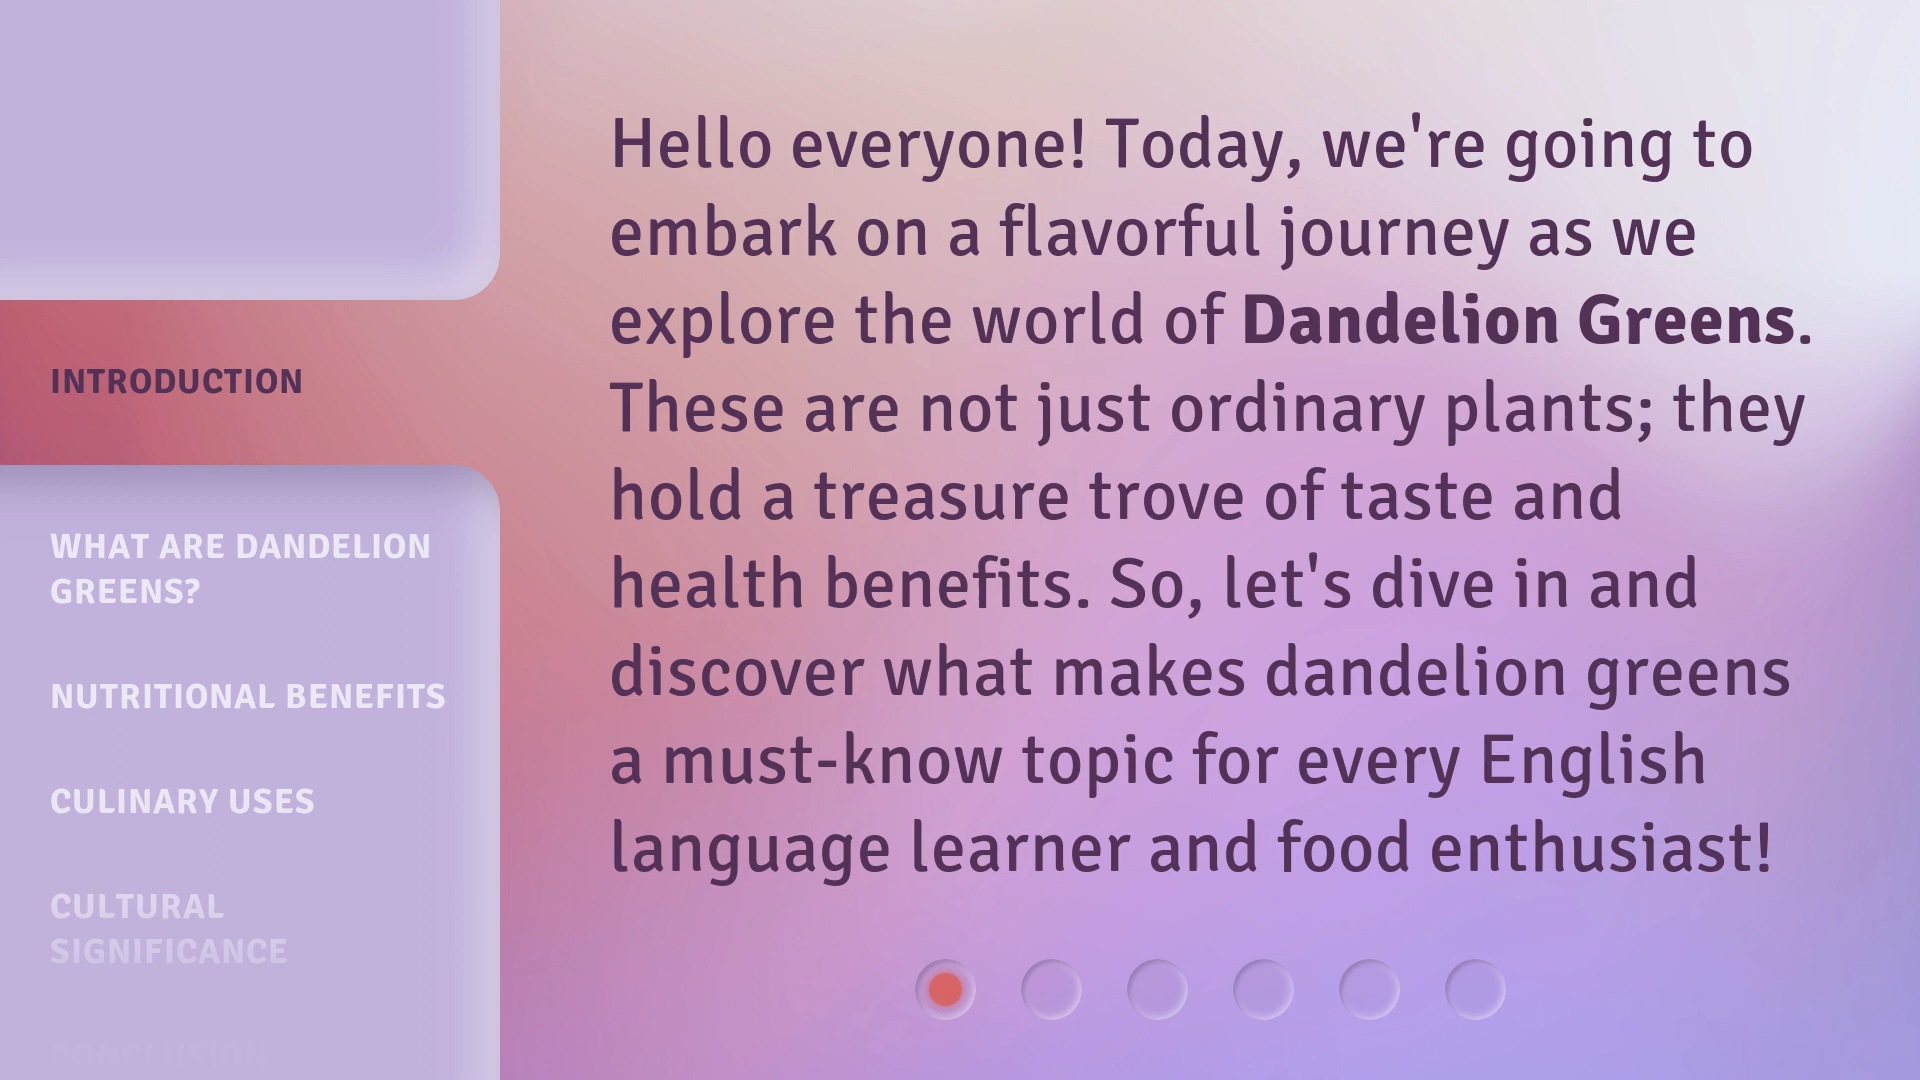 INTRODUCTION
WHAT ARE DANDELION
GREENS?
NUTRITIONAL BENEFITS
CULINARY USES
CULTURAL
SIGNIFICANCE
CONCLUSION
Hello everyone! Today, we're going to
embark on a flavorful journey as we
explore the world of Dandelion Greens.
These are not just ordinary plants; they
hold a treasure trove of taste and
health benefits. So, let's dive in and
discover what makes dandelion greens
a must-know topic for every English
language learner and food enthusiast!